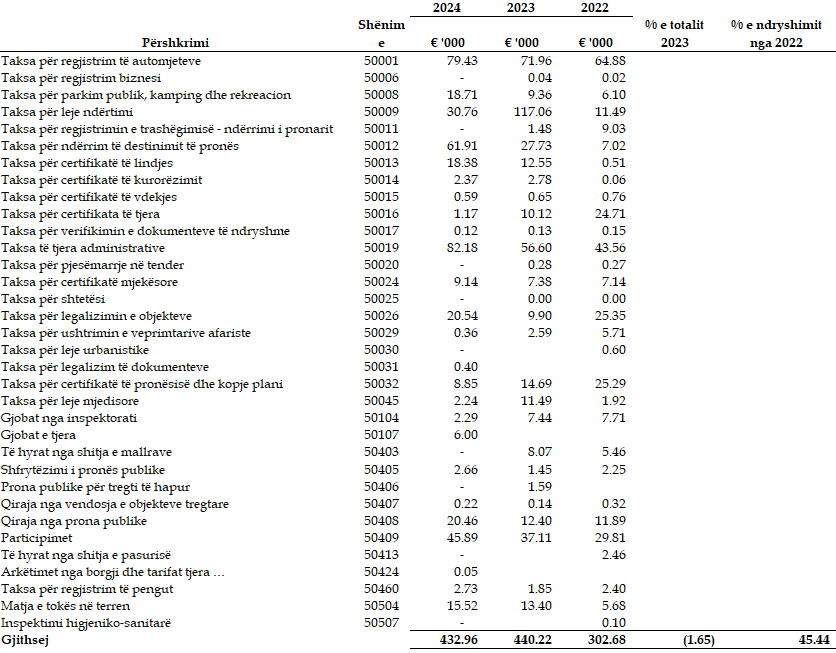 2024 2023 2022
Përshkrimi Shënime € '000 € '000 € '000 % e totalit 2023 % e ndryshimit nga 2022
Taksa për regjistrim të automjeteve 50001 79.43 71.96 64.88
Taksa për regjistrim biznesi 50006 - 0.04 0.02
Taksa për parkim publik, kamping dhe rekreacion 50008 18.71 9.36 6.10
Taksa për leje ndërtimi 50009 30.76 117.06 11.49
Taksa për regjistrimin e trashëgimisë - ndërrimi i pronarit 50011 - 1.48 9.03
Taksa për ndërrim të destinimit të pronës 50012 61.91 27.73 7.02
Taksa për certifikatë të lindjes 50013 18.38 12.55 0.51
Taksa për certifikatë të kurorëzimit 50014 2.37 2.78 0.06
Taksa për certifikatë të vdekjes 50015 0.59 0.65 0.76
Taksa për certifikata të tjera 50016 1.17 10.12 24.71
Taksa për verifikimin e dokumenteve të ndryshme 50017 0.12 0.13 0.15
Taksa të tjera administrative 50019 82.18 56.60 43.56
Taksa për pjesëmarrje në tender 50020 - 0.28 0.27
Taksa për certifikatë mjekësore 50024 9.14 7.38 7.14
Taksa për shtetësi 50025 - 0.00 0.00
Taksa për legalizimin e objekteve 50026 20.54 9.90 25.35
Taksa për ushtrimin e veprimtarive afariste 50029 0.36 2.59 5.71
Taksa për leje urbanistike 50030 - 0.60
Taksa për legalizim të dokumenteve 50031 0.40
Taksa për certifikatë të pronësisë dhe kopje plani 50032 8.85 14.69 25.29
Taksa për leje mjedisore 50045 2.24 11.49 1.92
Gjobat nga inspektorati 50104 2.29 7.44 7.71
Gjobat e tjera 50107 6.00
Të hyrat nga shitja e mallrave 50403 - 8.07 5.46
Shfrytëzimi i pronës publike 50405 2.66 1.45 2.25
Prona publike për tregti të hapur 50406 - 1.59
Qiraja nga vendosja e objekteve tregtare 50407 0.22 0.14 0.32
Qiraja nga prona publike 50408 20.46 12.40 11.89
Participimet 50409 45.89 37.11 29.81
Të hyrat nga shitja e pasurisë 50413 - 2.46
Arkëtimet nga borgji dhe tarifat tjera … 50424 0.05
Taksa për regjistrim të pengut 50460 2.73 1.85 2.40
Matja e tokës në terren 50504 15.52 13.40 5.68
Inspektimi higjeniko-sanitarë 50507 - 0.10
Gjithsej 432.96 440.22 302.68 (1.65) 45.44